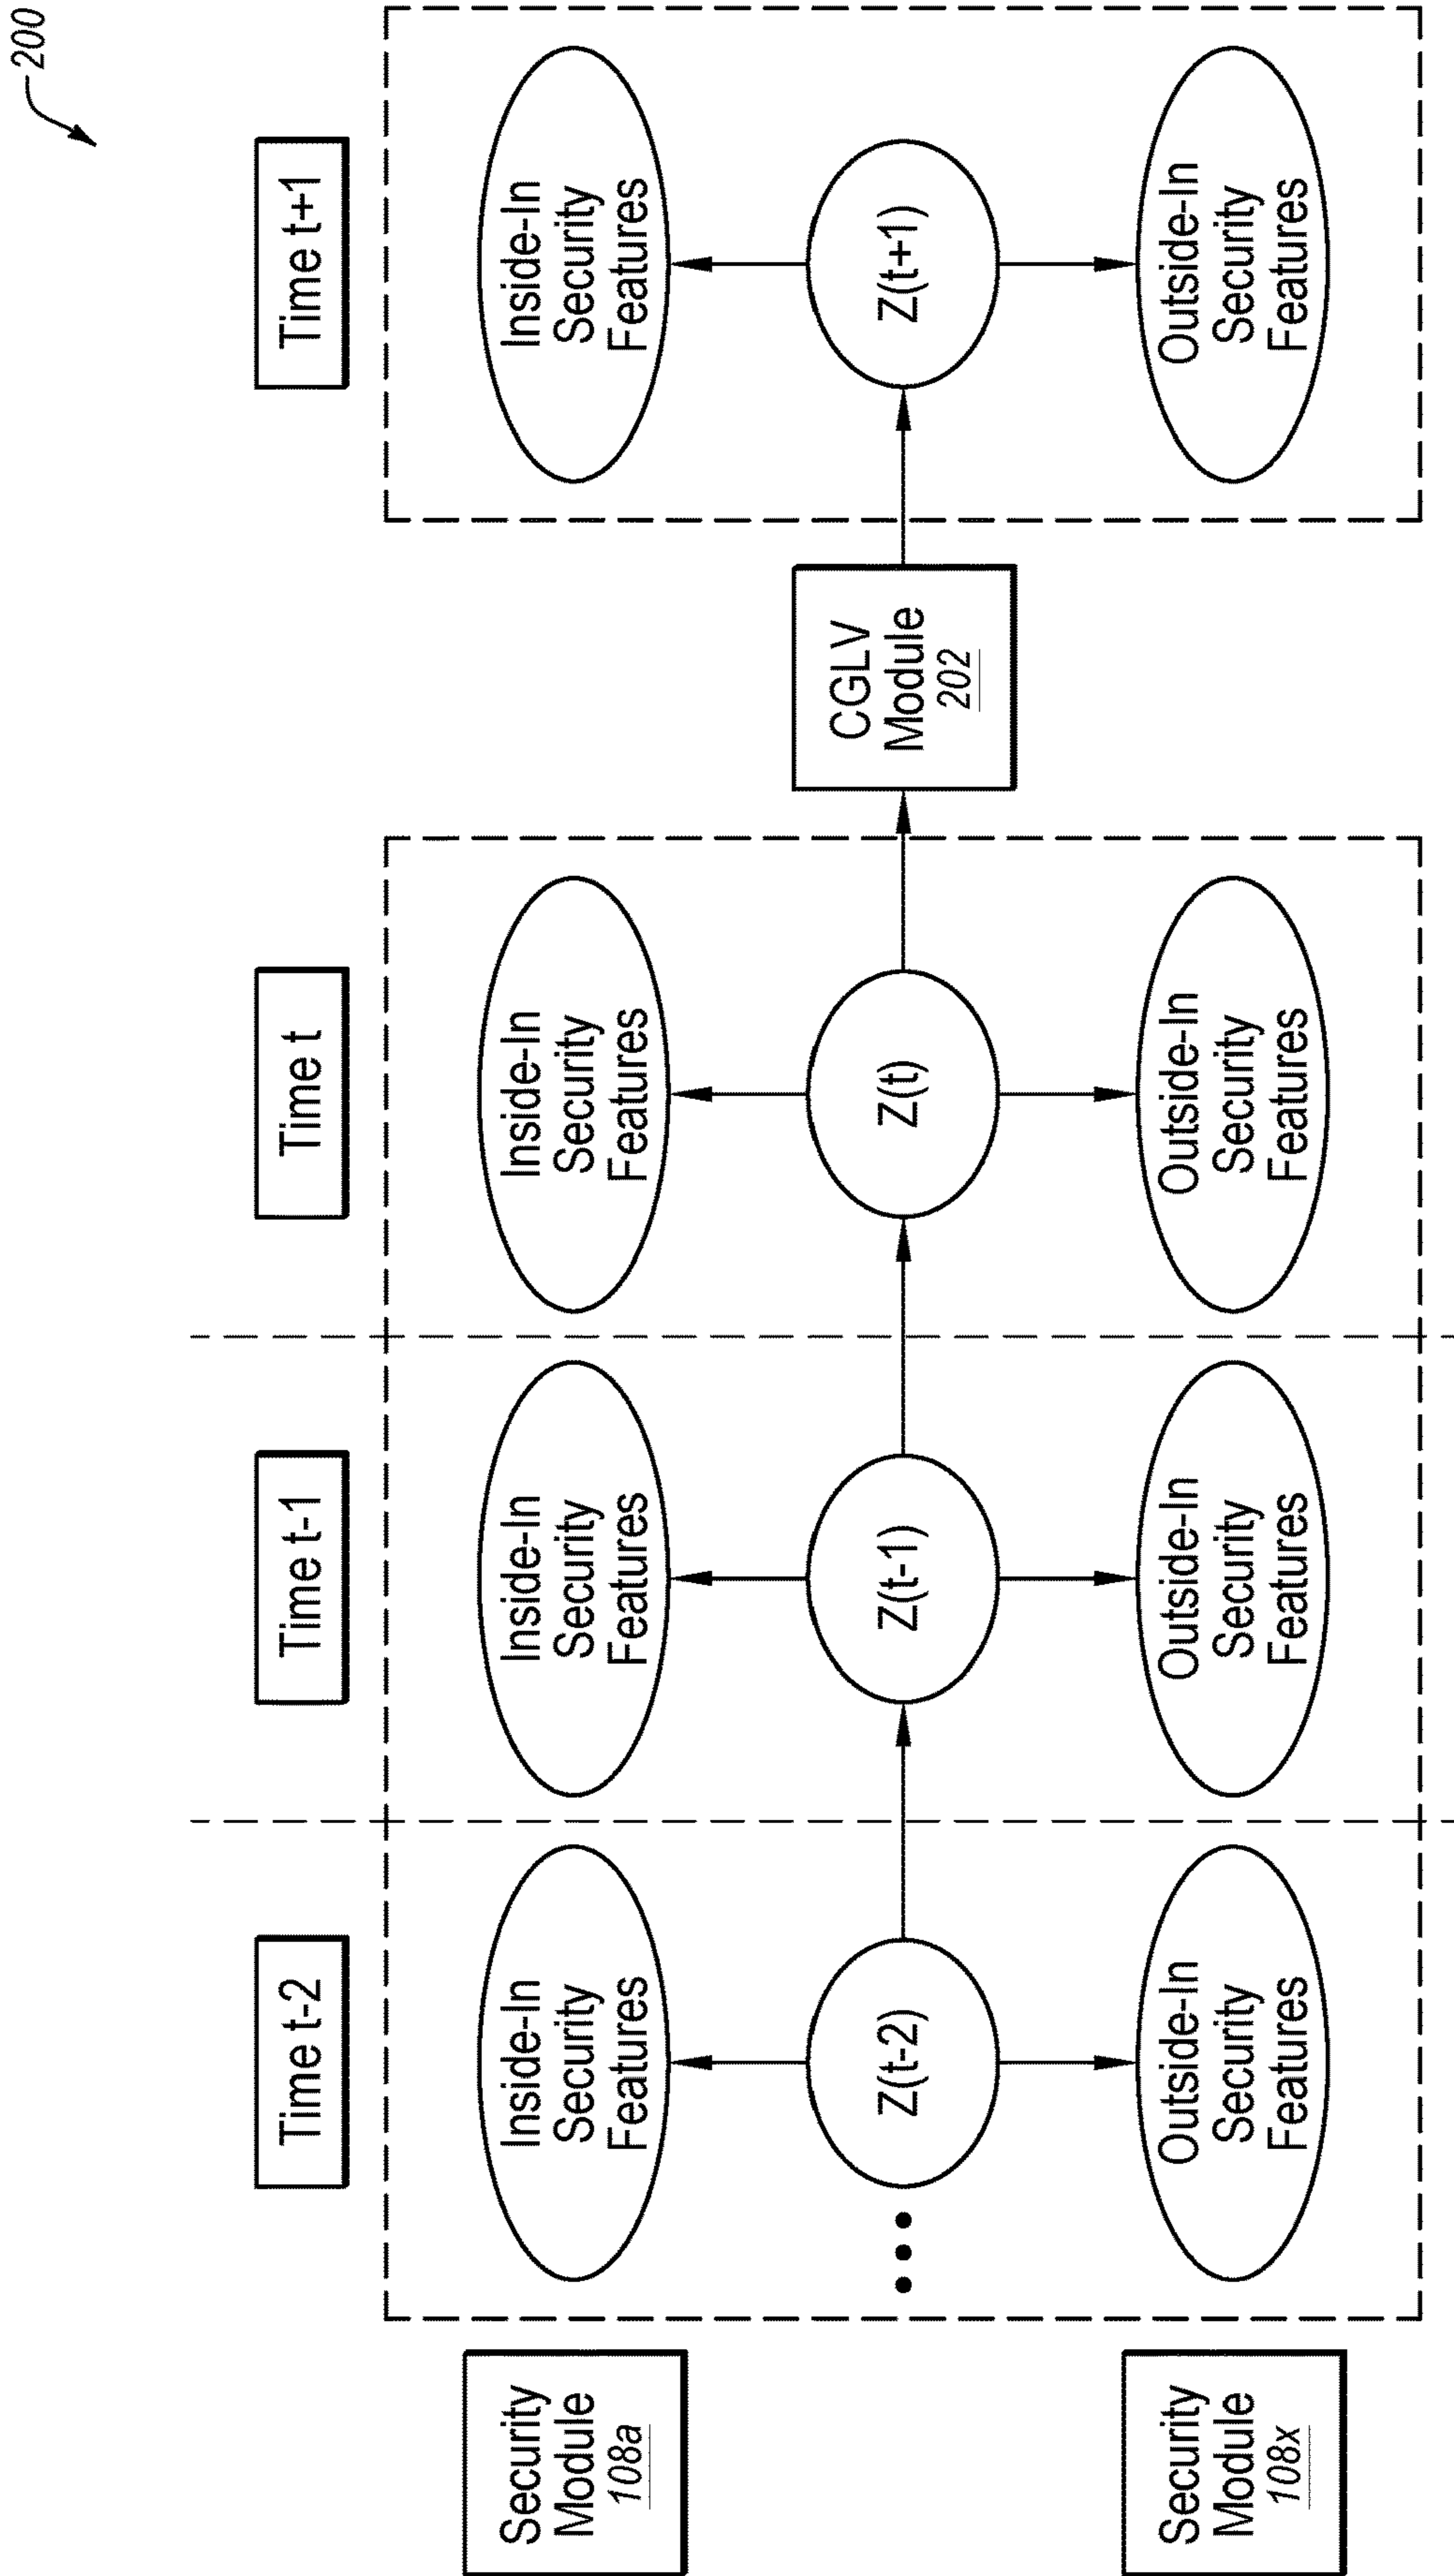 200
Time t-2
Time t-1
Time t
Time t+1
Security
Module
108a
Inside-In
Security
Features
Inside-In
Security
Features
Inside-In
Security
Features
Inside-In
Security
Features
Z(t-2)
Z(t-1)
Z(t)
CGLV
Module
202
Z(t+1)
Security
Module
108x
Outside-In
Security
Features
Outside-In
Security
Features
Outside-In
Security
Features
Outside-In
Security
Features